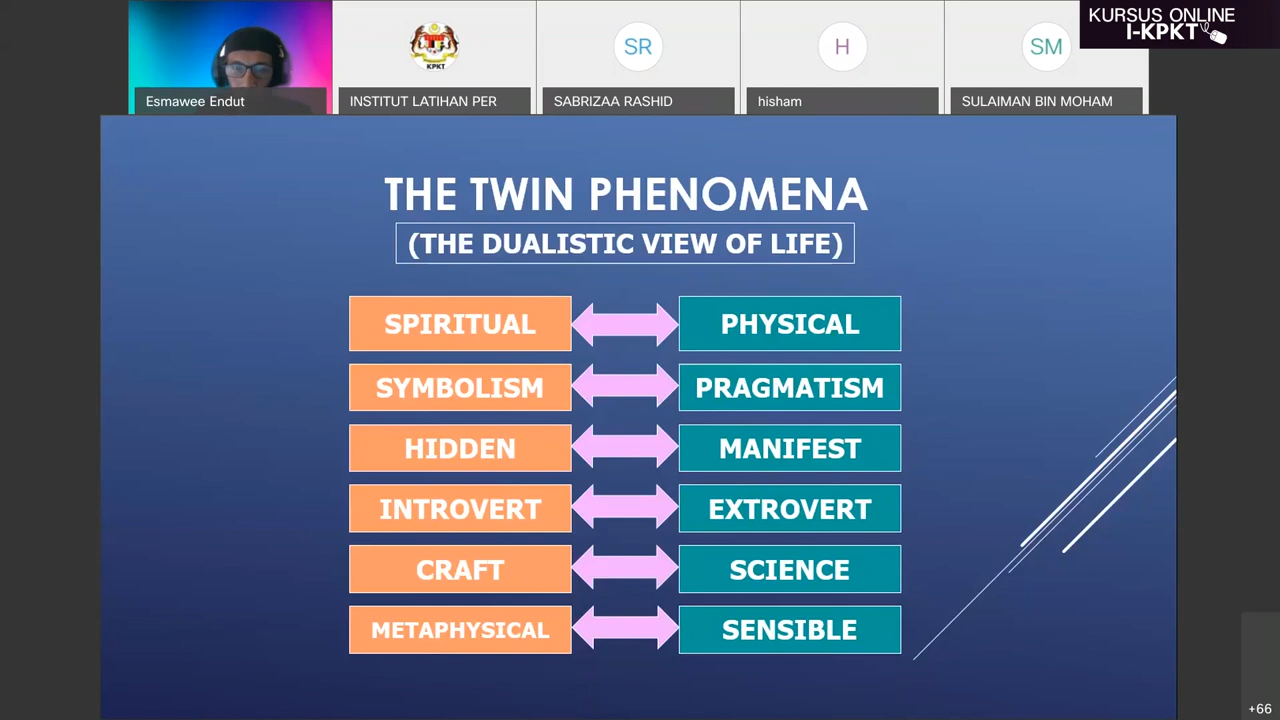 KURSUS ONLINE
I-KPKT
KPKT
SR
H
SM
Esmawee Endut
INSTITUT LATIHAN PER
SABRIZAA RASHID
hisham
SULAIMAN BIN MOHAM
THE TWIN PHENOMENA
(THE DUALISTIC VIEW OF LIFE)
SPIRITUAL
PHYSICAL
SYMBOLISM
PRAGMATISM
HIDDEN
MANIFEST
INTROVERT
EXTROVERT
CRAFT
SCIENCE
METAPHYSICAL
SENSIBLE
+66